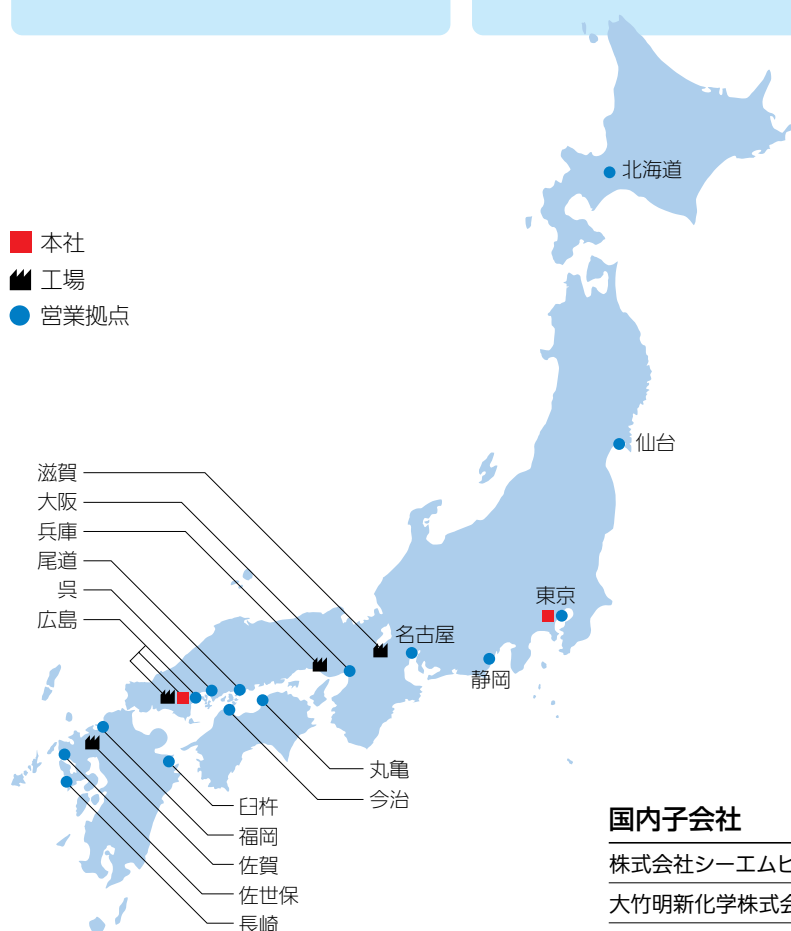 北海道
本社
工場
営業拠点
仙台
滋賀
大阪
兵庫
尾道
呉
広島
東京
名古屋
静岡
丸亀
今治
臼杵
福岡
佐賀
佐世保
長崎
国内子会社
株式会社シーエムビ
大竹明新化学株式会